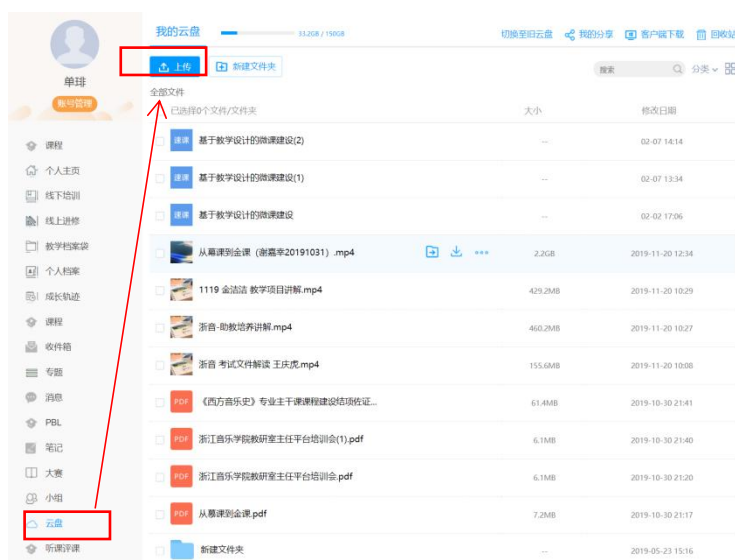 我的云盘 33.2GB / 150GB 切换至旧云盘 我的分享 客户端下载 回收站
上传 新建文件夹 搜索 分类
全部文件
已选择0个文件/文件夹 大小 修改日期
速课 基于教学设计的微课建设(2) -- 02-07 14:14
速课 基于教学设计的微课建设(1) -- 02-07 13:34
速课 基于教学设计的微课建设 -- 02-02 17:06
从慕课到金课（谢嘉幸20191031）.mp4 2.2GB 2019-11-20 12:34
1119 金洁洁 教学项目讲解.mp4 429.2MB 2019-11-20 10:29
浙音-助教培养讲解.mp4 460.2MB 2019-11-20 10:27
浙音 考试文件解读 王庆虎.mp4 155.6MB 2019-11-20 10:08
PDF 《西方音乐史》专业主干课课程建设结项佐证... 61.4MB 2019-10-30 21:41
PDF 浙江音乐学院教研室主任平台培训会(1).pdf 6.1MB 2019-10-30 21:40
PDF 浙江音乐学院教研室主任平台培训会.pdf 6.1MB 2019-10-30 21:20
PDF 从慕课到金课.pdf 7.2MB 2019-10-30 21:17
新建文件夹 -- 2019-05-23 15:16
单琲
账号管理
课程
个人主页
线下培训
线上进修
教学档案袋
个人档案
成长轨迹
课程
收件箱
专题
消息
PBL
笔记
大赛
小组
云盘
听课评课